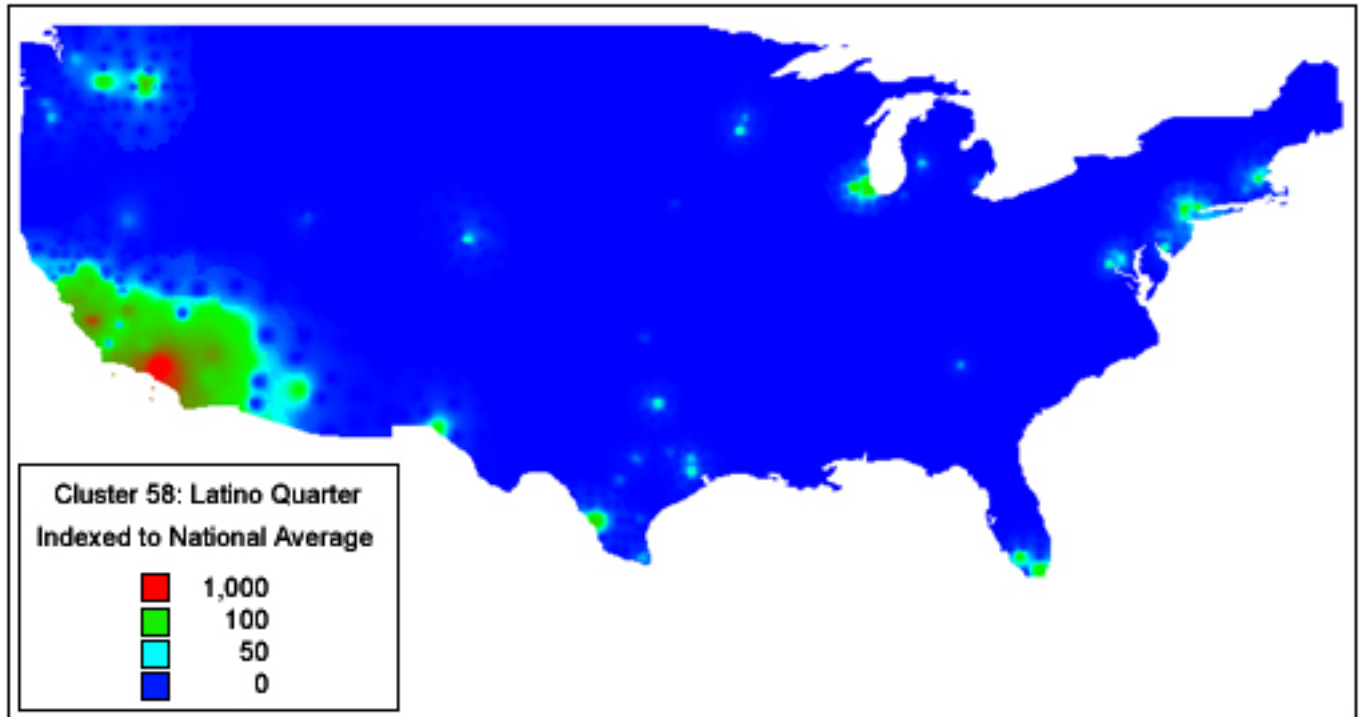 Cluster 58: Latino Quarter
Indexed to National Average
1,000
100
50
0